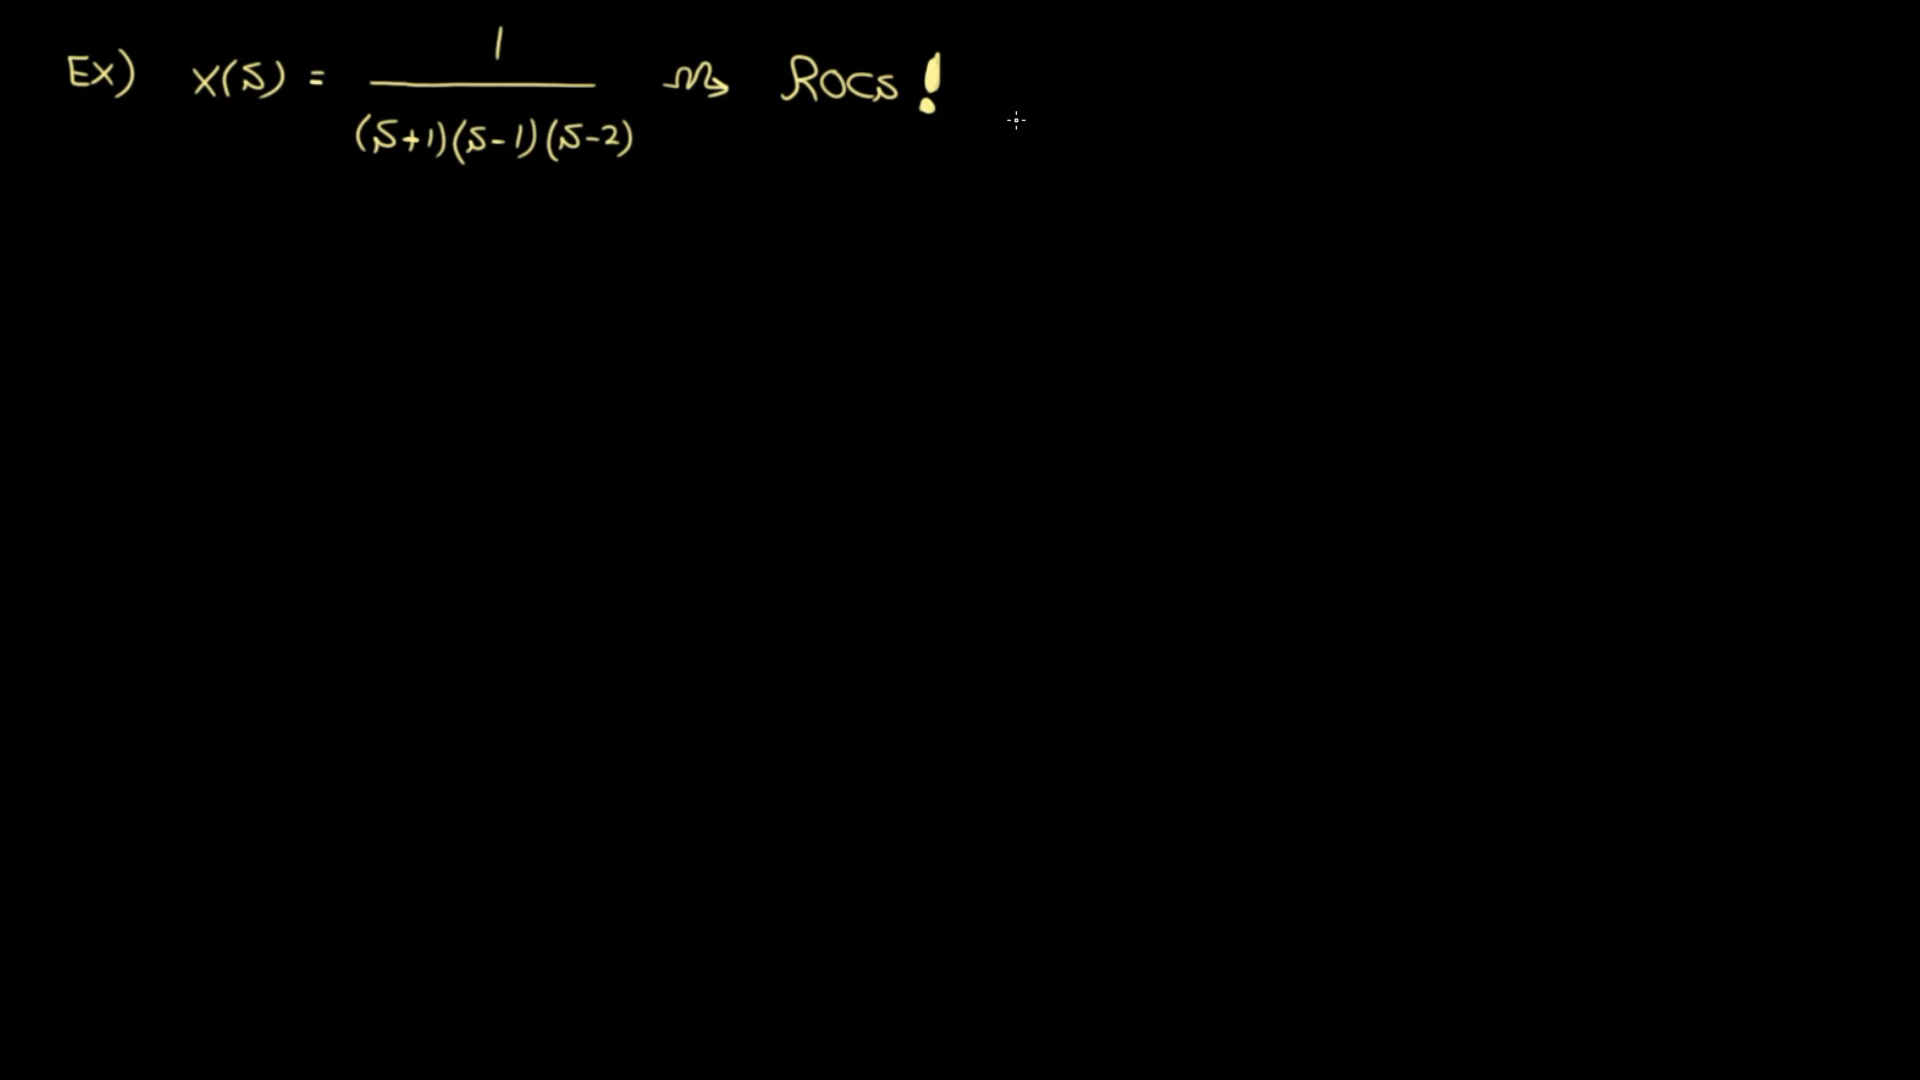 Ex) X(s) = 1 / (s+1)(s-1)(s-2) ⇝ ROCs!